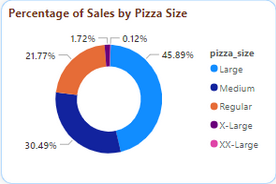 Percentage of Sales by Pizza Size
1.72%
0.12%
21.77%
45.89%
30.49%
pizza_size
Large
Medium
Regular
X-Large
XX-Large